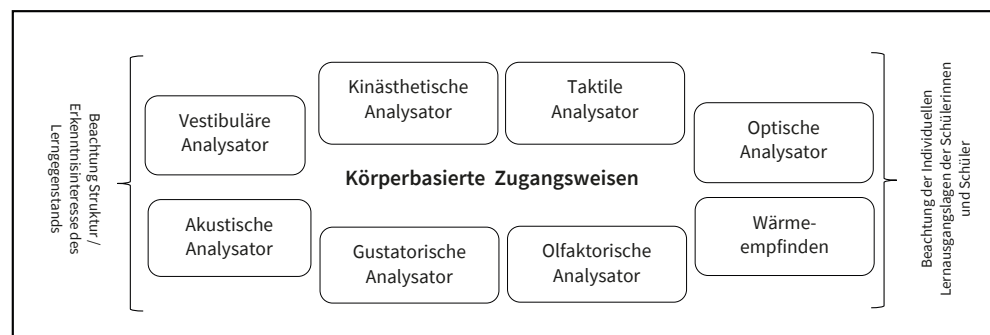 Beachtung Struktur /
Erkenntnisinteresse des
Lerngegenstands
Vestibuläre
Analysator
Kinästhetische
Analysator
Taktile
Analysator
Optische
Analysator
Körperbasierte Zugangsweisen
Akustische
Analysator
Gustatorische
Analysator
Olfaktorische
Analysator
Wärme-
empfinden
Beachtung der Individuellen
Lernausgangslagen der Schülerinnen
und Schüler